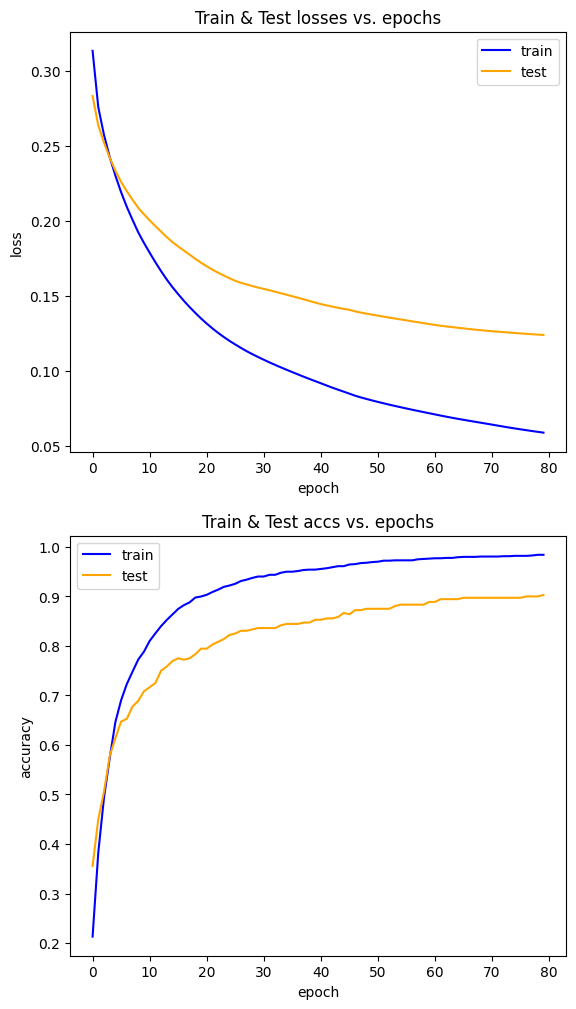 Train & Test losses vs. epochs
train
test
0.30
0.25
0.20
0.15
0.10
0.05
loss
0 10 20 30 40 50 60 70 80
epoch
Train & Test accs vs. epochs
train
test
1.0
0.9
0.8
0.7
0.6
0.5
0.4
0.3
0.2
accuracy
0 10 20 30 40 50 60 70 80
epoch